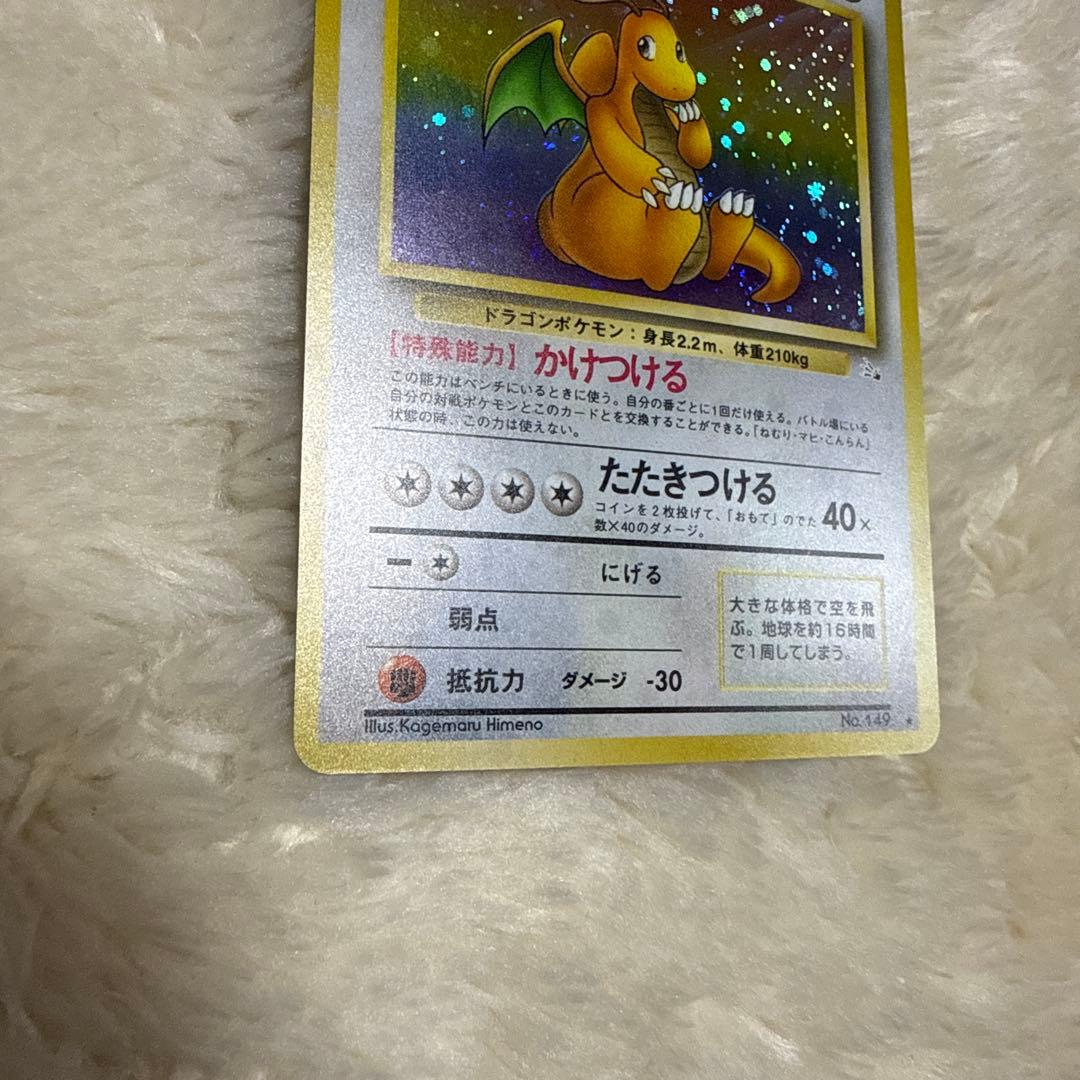 ドラゴンポケモン：身長2.2m、体重210kg
【特殊能力】 かけつける
この能力はベンチにいるときに使う。自分の番ごとに1回だけ使える。バトル場にいる
自分の対戦ポケモンとこのカードとを交換することができる。「ねむり・マヒ・こんらん」
状態の時、この力は使えない。
たたきつける
コインを2枚投げて、「おもて」のでた
数×40のダメージ。
40×
にげる
弱点
抵抗力 ダメージ -30
大きな体格で空を飛
ぶ。地球を約16時間
で1周してしまう。
Illus.Kagemaru Himeno
No.149